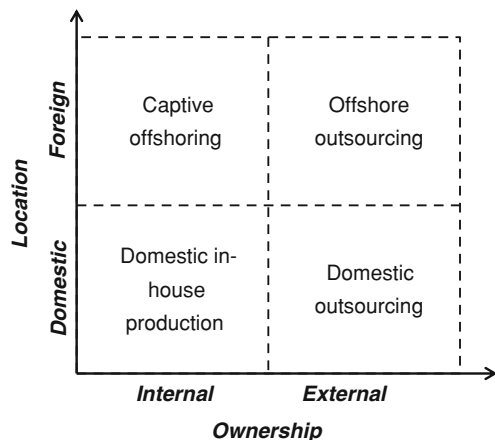 Captive
offshoring
Offshore
outsourcing
Domestic in-
house
production
Domestic
outsourcing
Location
Foreign
Domestic
Internal
External
Ownership